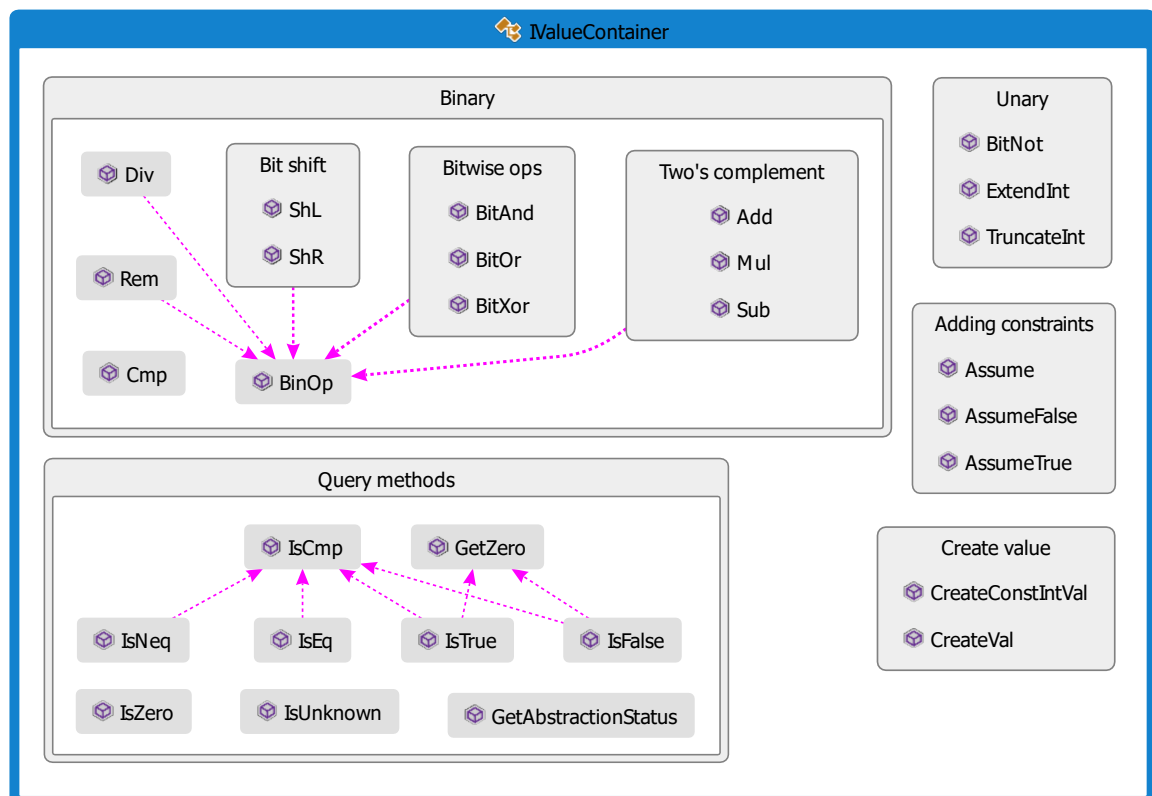 IValueContainer
Binary
Div
Rem
Cmp
Bit shift
ShL
ShR
Bitwise ops
BitAnd
BitOr
BitXor
Two's complement
Add
Mul
Sub
BinOp
Unary
BitNot
ExtendInt
TruncateInt
Adding constraints
Assume
AssumeFalse
AssumeTrue
Query methods
IsCmp
GetZero
IsNeq
IsEq
IsTrue
IsFalse
IsZero
IsUnknown
GetAbstractionStatus
Create value
CreateConstIntVal
CreateVal